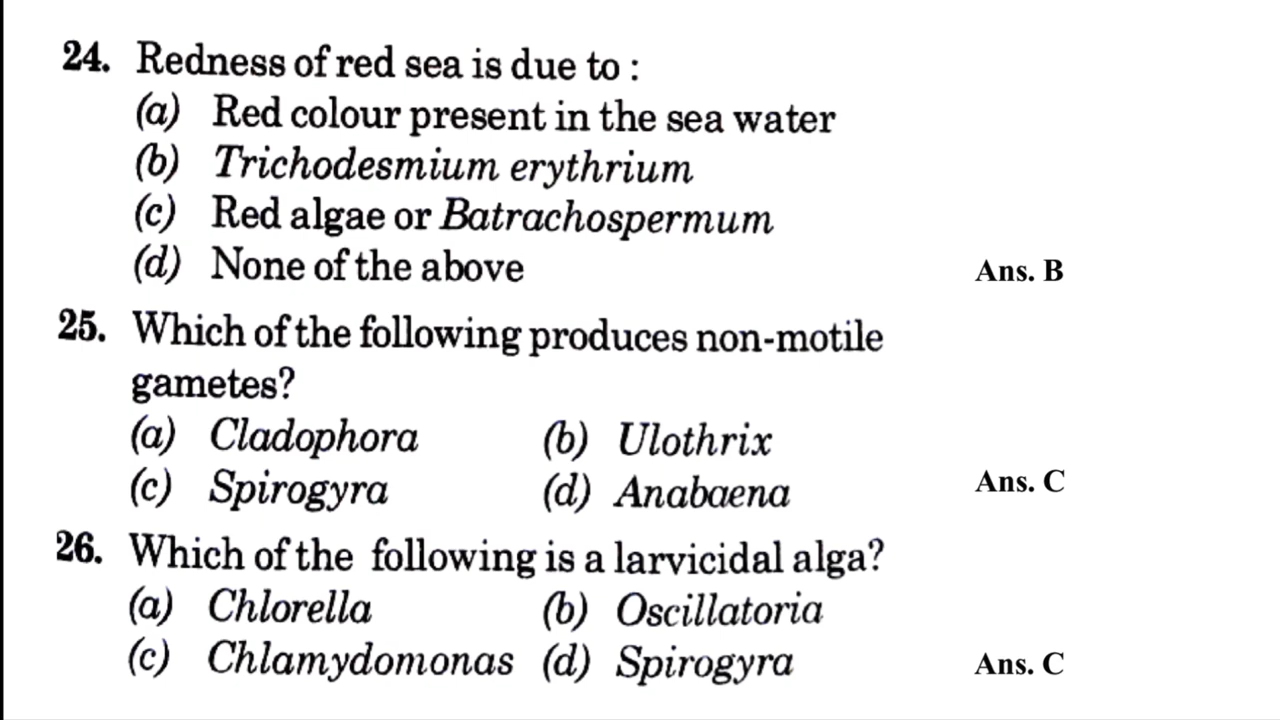 24. Redness of red sea is due to :
(a) Red colour present in the sea water
(b) Trichodesmium erythrium
(c) Red algae or Batrachospermum
(d) None of the above Ans. B
25. Which of the following produces non-motile
gametes?
(a) Cladophora (b) Ulothrix
(c) Spirogyra (d) Anabaena Ans. C
26. Which of the following is a larvicidal alga?
(a) Chlorella (b) Oscillatoria
(c) Chlamydomonas (d) Spirogyra Ans. C